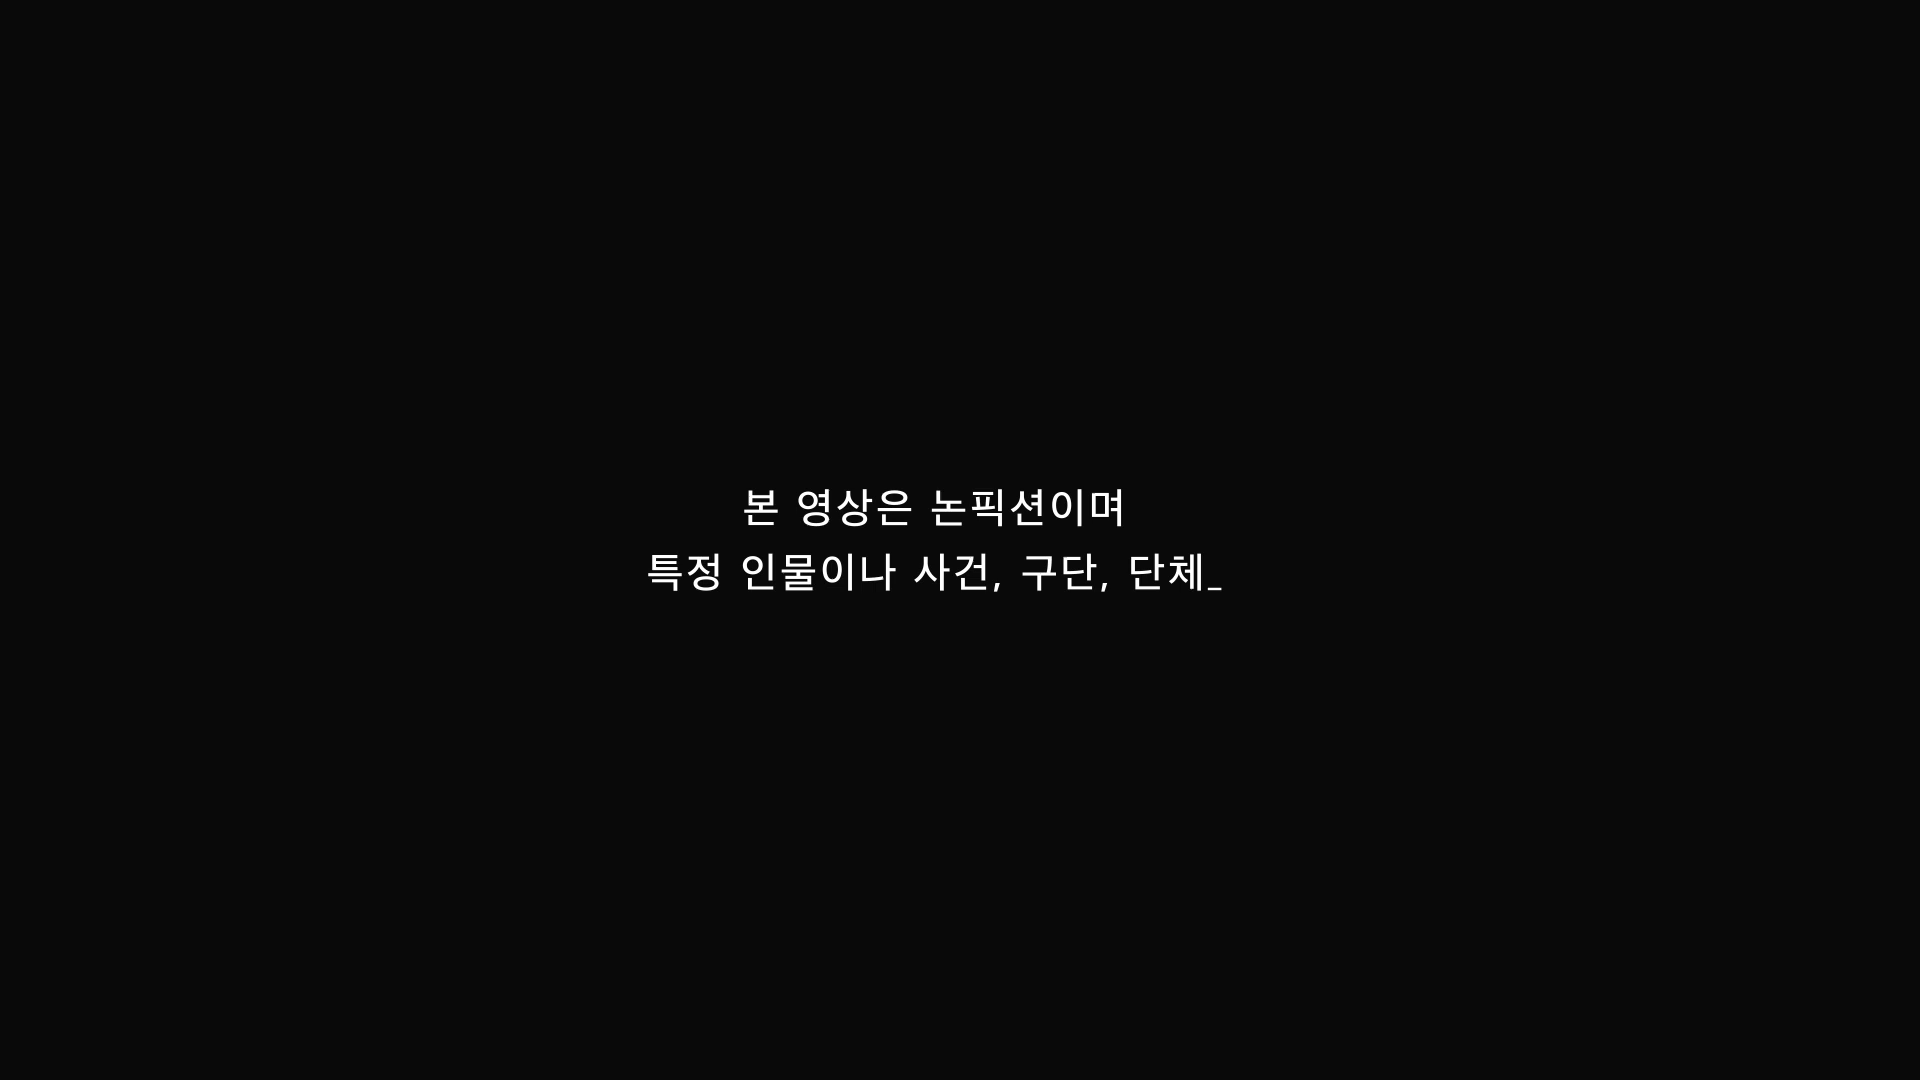 본 영상은 논픽션이며
특정 인물이나 사건, 구단, 단체_